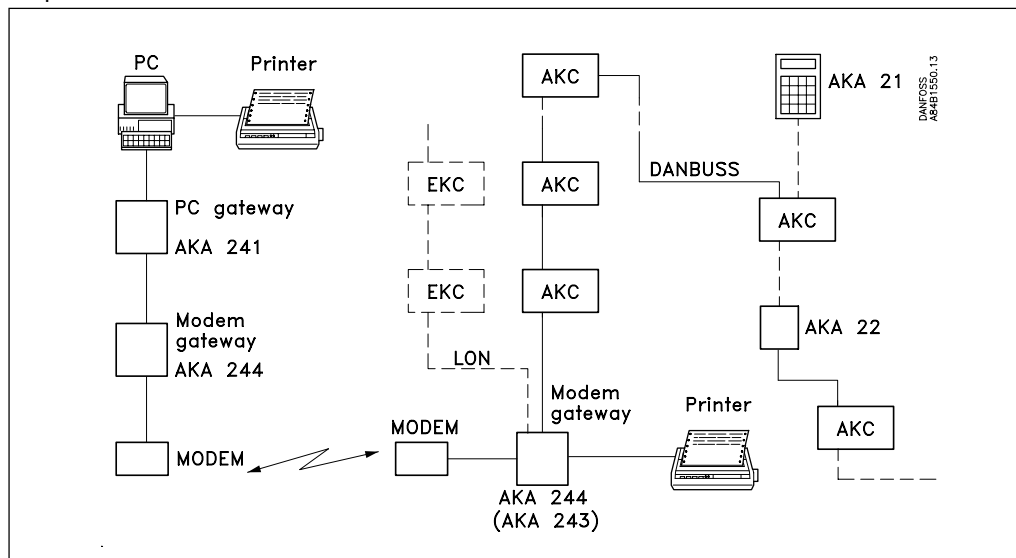 PC
Printer
PC gateway
AKA 241
Modem
gateway
AKA 244
MODEM
EKC
EKC
LON
MODEM
AKC
AKC
AKC
DANBUSS
Modem
gateway
AKA 244
(AKA 243)
Printer
AKA 21
AKC
AKA 22
AKC
DANFOSS
A84B1550.13